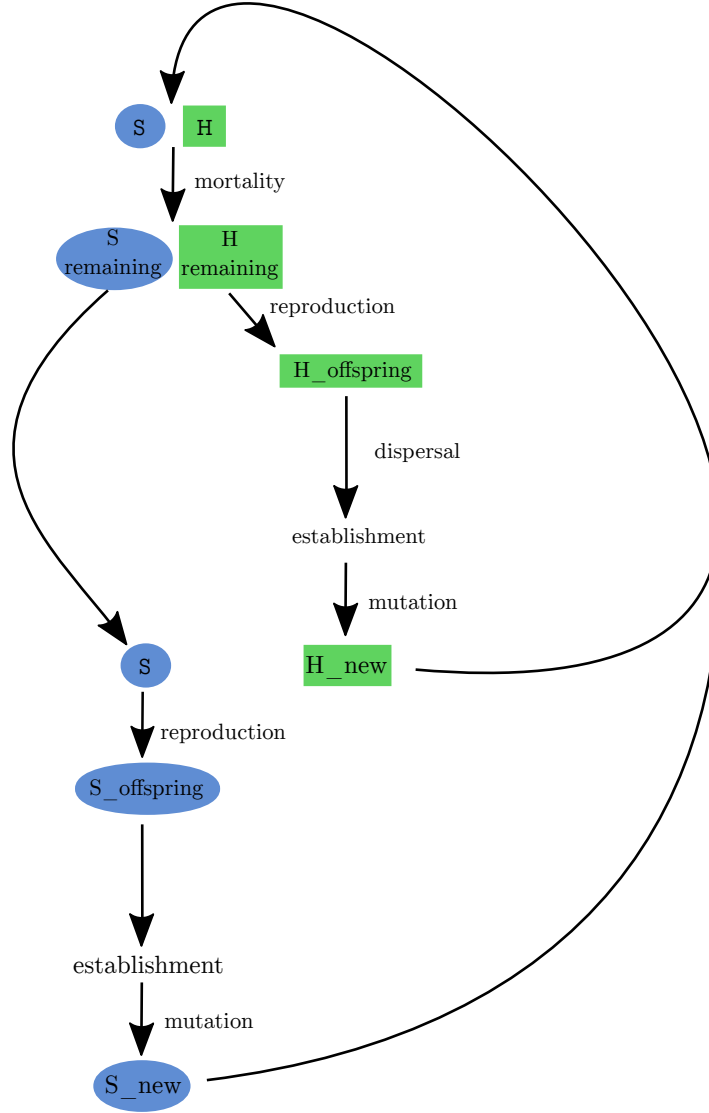 S
H
mortality
S
remaining
H
remaining
reproduction
H_offspring
dispersal
establishment
mutation
H_new
S
reproduction
S_offspring
establishment
mutation
S_new